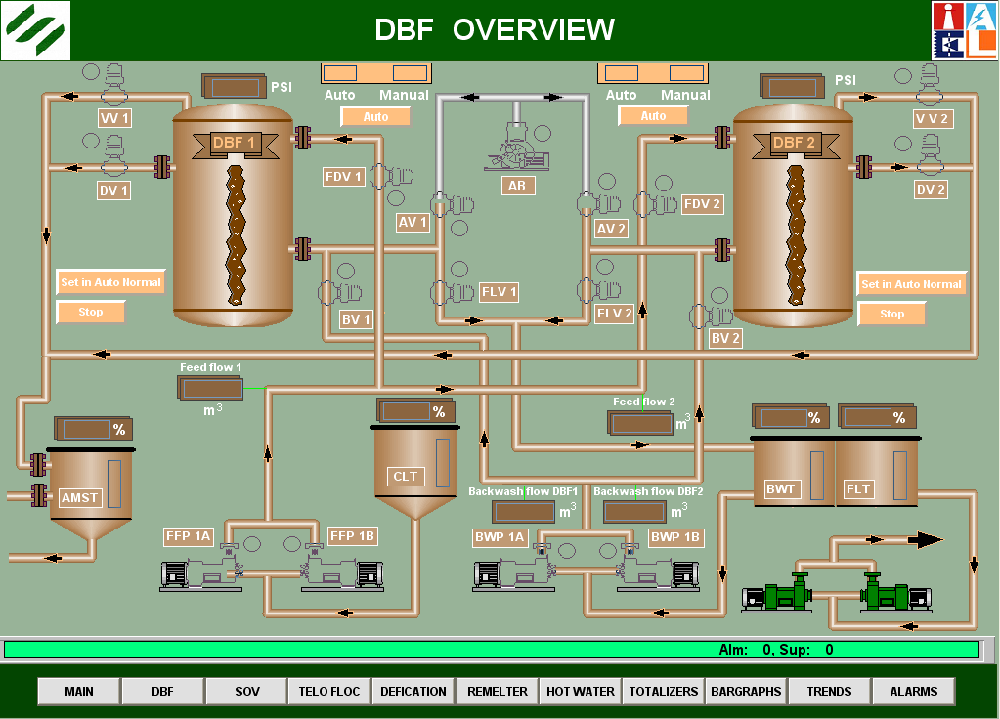 DBF OVERVIEW
PSI
Auto Manual
Auto
Auto Manual
Auto
PSI
VV 1
V V 2
DBF 1
DBF 2
FDV 1
AB
DV 1
DV 2
FDV 2
AV 1
AV 2
Set in Auto Normal
Stop
FLV 1
FLV 2
BV 1
BV 2
Set in Auto Normal
Stop
Feed flow 1
m3
Feed flow 2
m3
%
%
%
%
AMST
CLT
BWT
FLT
Backwash flow DBF1
m3
Backwash flow DBF2
m3
FFP 1A
FFP 1B
BWP 1A
BWP 1B
Alm: 0, Sup: 0
MAIN
DBF
SOV
TELO FLOC
DEFICATION
REMELTER
HOT WATER
TOTALIZERS
BARGRAPHS
TRENDS
ALARMS